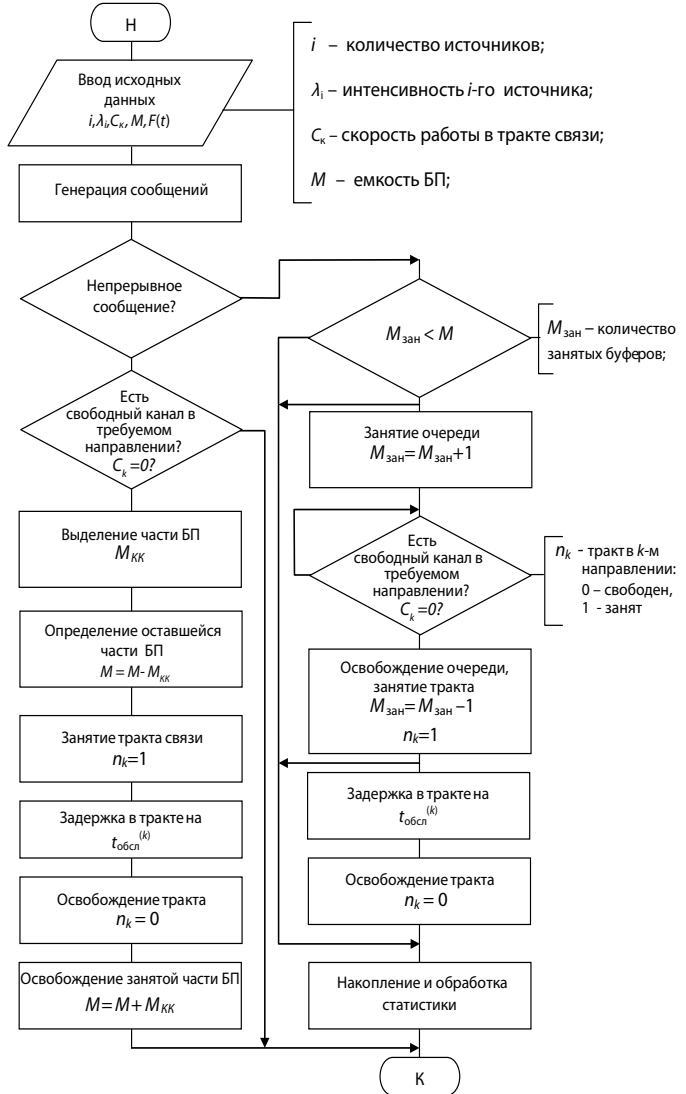 Н
Ввод исходных
данных
i,λi,Cк, M, F(t)
i – количество источников;
λi – интенсивность i-го источника;
Cк – скорость работы в тракте связи;
M – емкость БП;
Генерация сообщений
Непрерывное
сообщение?
Есть
свободный канал в
требуемом
направлении?
Ck =0?
Выделение части БП
MКК
Определение оставшейся
части БП
M = M- MКК
Занятие тракта связи
nk=1
Задержка в тракте на
tобсл(k)
Освобождение тракта
nk = 0
Освобождение занятой части БП
M = M + MКК
Mзан < M
Mзан – количество
занятых буферов;
Занятие очереди
Mзан= Mзан+1
Есть
свободный канал в
требуемом
направлении?
Ck =0?
nk - тракт в k-м
направлении:
0 – свободен,
1 - занят
Освобождение очереди,
занятие тракта
Mзан= Mзан –1
nk=1
Задержка в тракте на
tобсл(k)
Освобождение тракта
nk = 0
Накопление и обработка
статистики
К